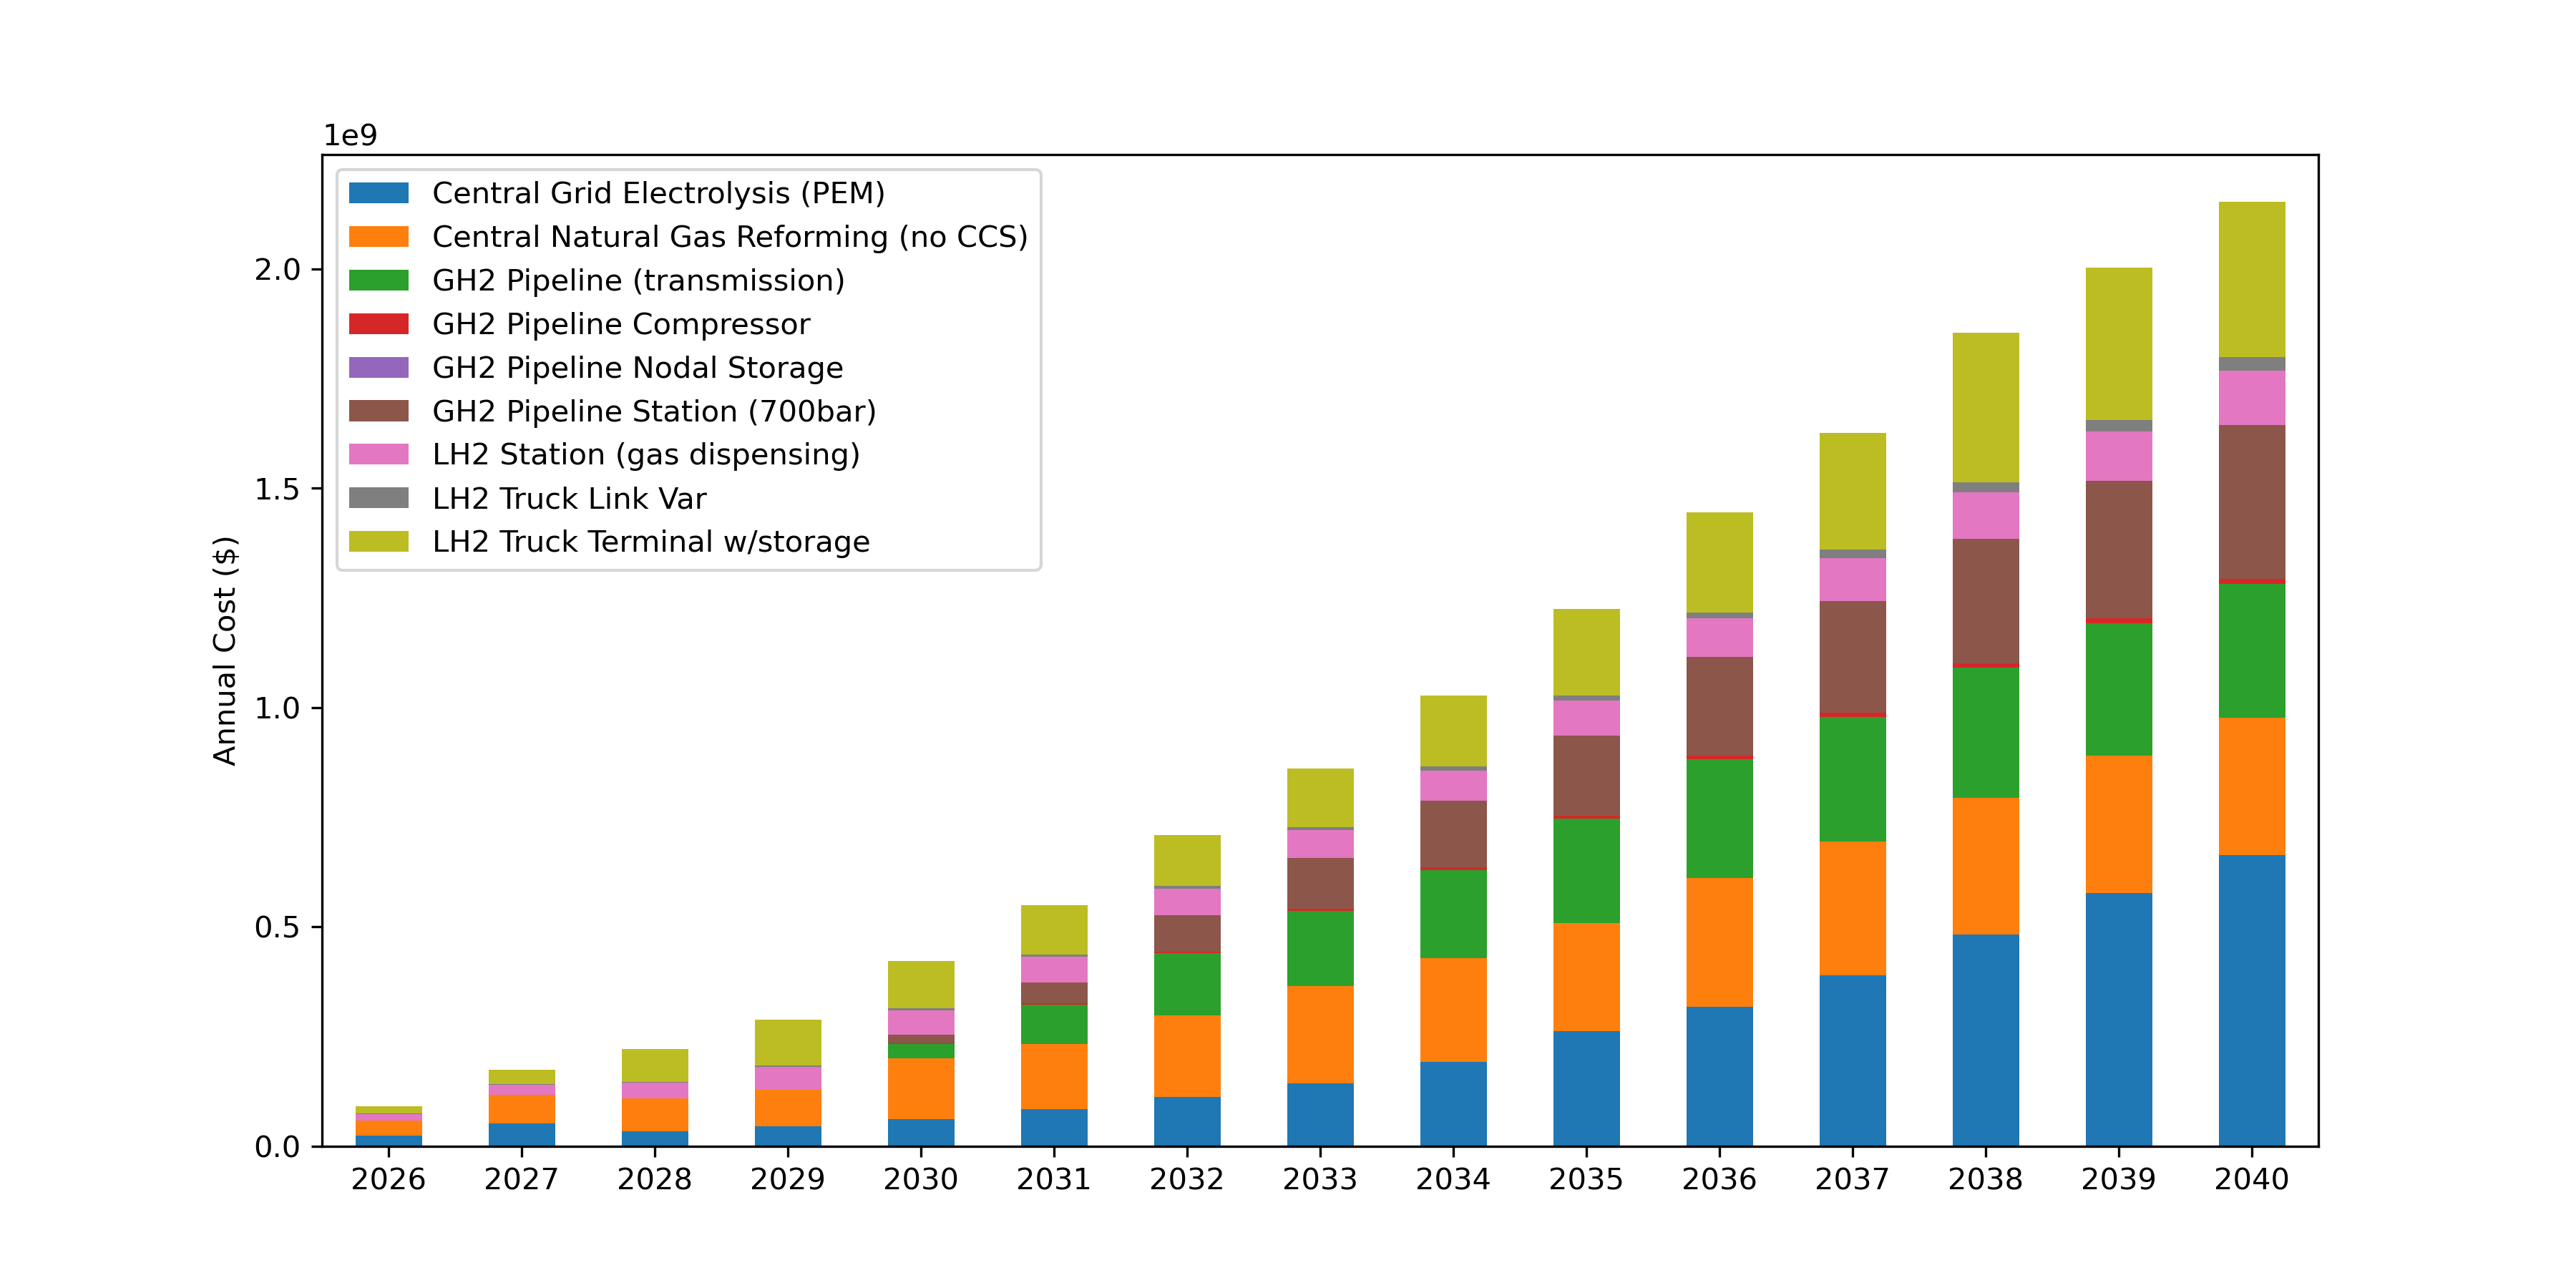 1e9
Central Grid Electrolysis (PEM)
Central Natural Gas Reforming (no CCS)
GH2 Pipeline (transmission)
GH2 Pipeline Compressor
GH2 Pipeline Nodal Storage
GH2 Pipeline Station (700bar)
LH2 Station (gas dispensing)
LH2 Truck Link Var
LH2 Truck Terminal w/storage
Annual Cost ($)
2.0
1.5
1.0
0.5
0.0
2026 2027 2028 2029 2030 2031 2032 2033 2034 2035 2036 2037 2038 2039 2040